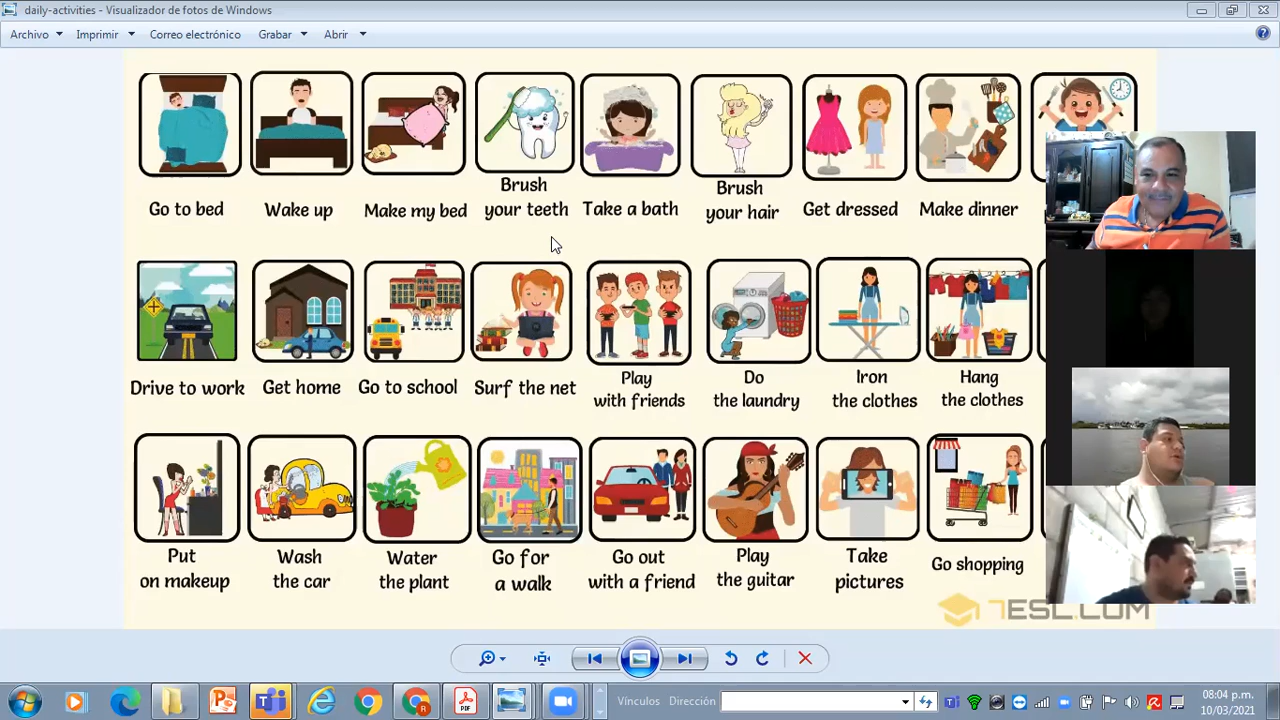 daily-activities - Visualizador de fotos de Windows
Archivo Imprimir Correo electrónico Grabar Abrir
Go to bed
Wake up
Make my bed
Brush
your teeth
Take a bath
Brush
your hair
Get dressed
Make dinner
Drive to work
Get home
Go to school
Surf the net
Play
with friends
Do
the laundry
Iron
the clothes
Hang
the clothes
Put
on makeup
Wash
the car
Water
the plant
Go for
a walk
Go out
with a friend
Play
the guitar
Take
pictures
Go shopping
7ESL.COM
Vínculos Dirección
08:04 p.m.
10/03/2021